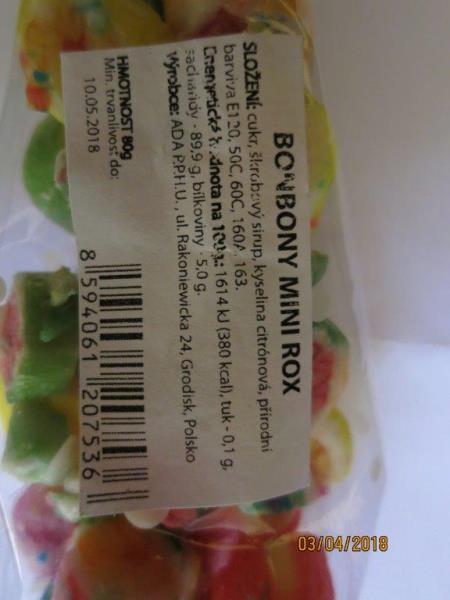 BONBONY MINI ROX
SLOŽENÍ: cukr, škrobový sirup, kyselina citrónová, přírodní
barviva E120, 50C, 60C, 160A, 163.
Energetická hodnota na 100g.: 1614 kJ (380 kcal), tuk - 0,1 g,
sacharidy - 89,9 g, bílkoviny - 5,0 g.
Výrobce: ADA P.P.H.U., ul. Rakoniewicka 24, Grodisk, Polsko
HMOTNOST 80g
Min. trvanlivost do:
10.05.2018
8 594061 207536
03/04/2018